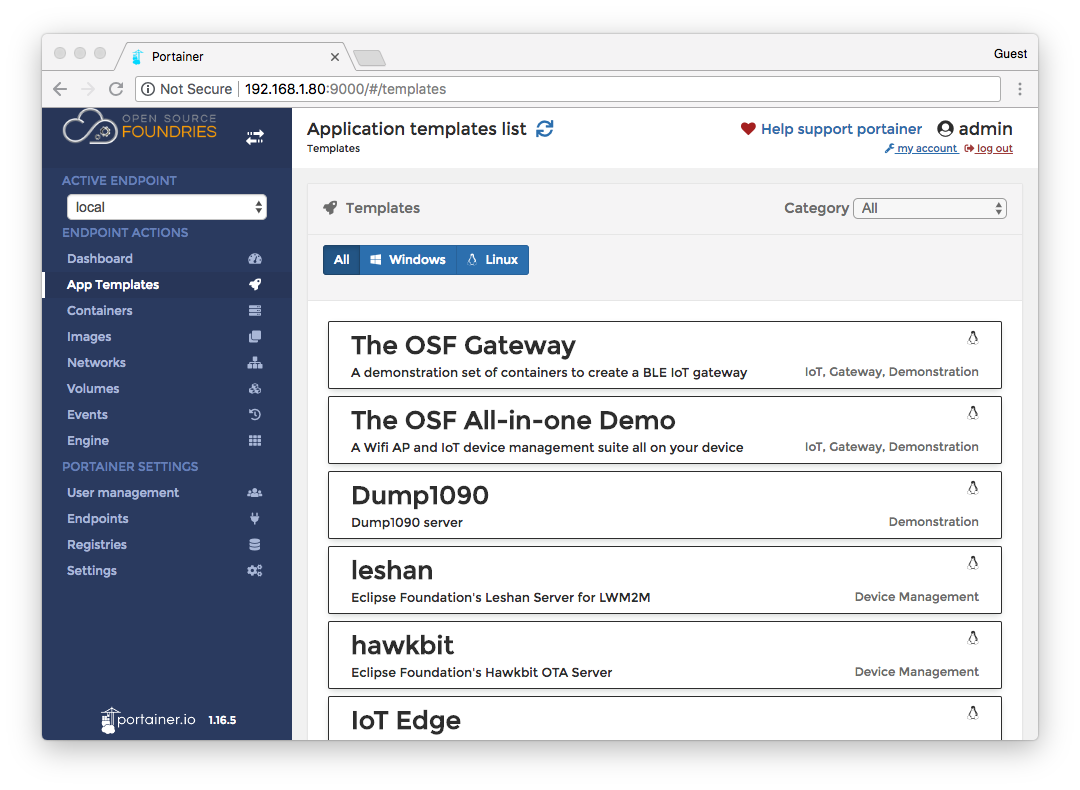 Portainer
Guest
Not Secure 192.168.1.80:9000/#/templates
OPEN SOURCE
FOUNDRIES
ACTIVE ENDPOINT
local
ENDPOINT ACTIONS
Dashboard
App Templates
Containers
Images
Networks
Volumes
Events
Engine
PORTAINER SETTINGS
User management
Endpoints
Registries
Settings
portainer.io 1.16.5
Application templates list
Templates
Help support portainer
admin
my account
log out
Templates
Category All
All Windows Linux
The OSF Gateway
A demonstration set of containers to create a BLE IoT gateway
IoT, Gateway, Demonstration
The OSF All-in-one Demo
A Wifi AP and IoT device management suite all on your device
IoT, Gateway, Demonstration
Dump1090
Dump1090 server
Demonstration
leshan
Eclipse Foundation's Leshan Server for LWM2M
Device Management
hawkbit
Eclipse Foundation's Hawkbit OTA Server
Device Management
IoT Edge